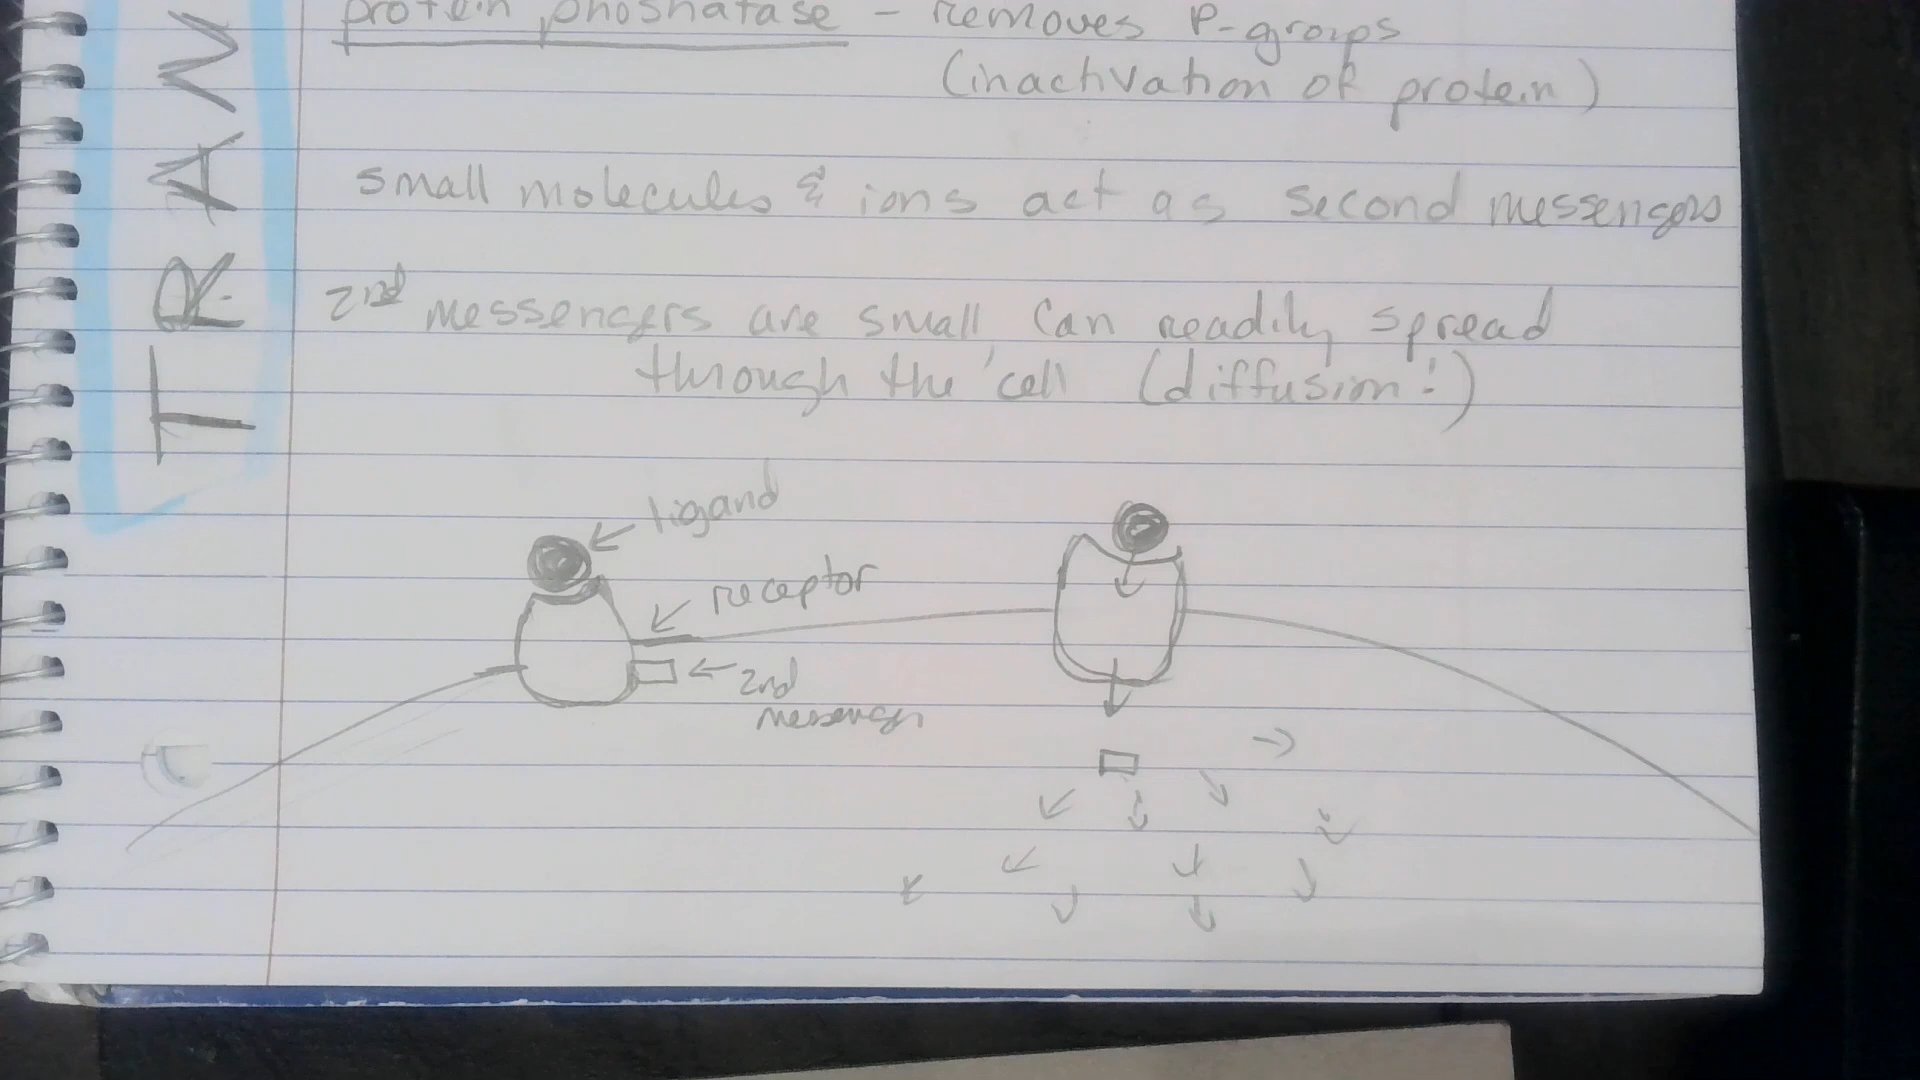 protein phosphatase - removes P-groups
(inactivation of protein)
small molecules & ions act as second messengers
2nd messengers are small, can readily spread
through the cell (diffusion!)
ligand
receptor
2nd
messenger
TRAN